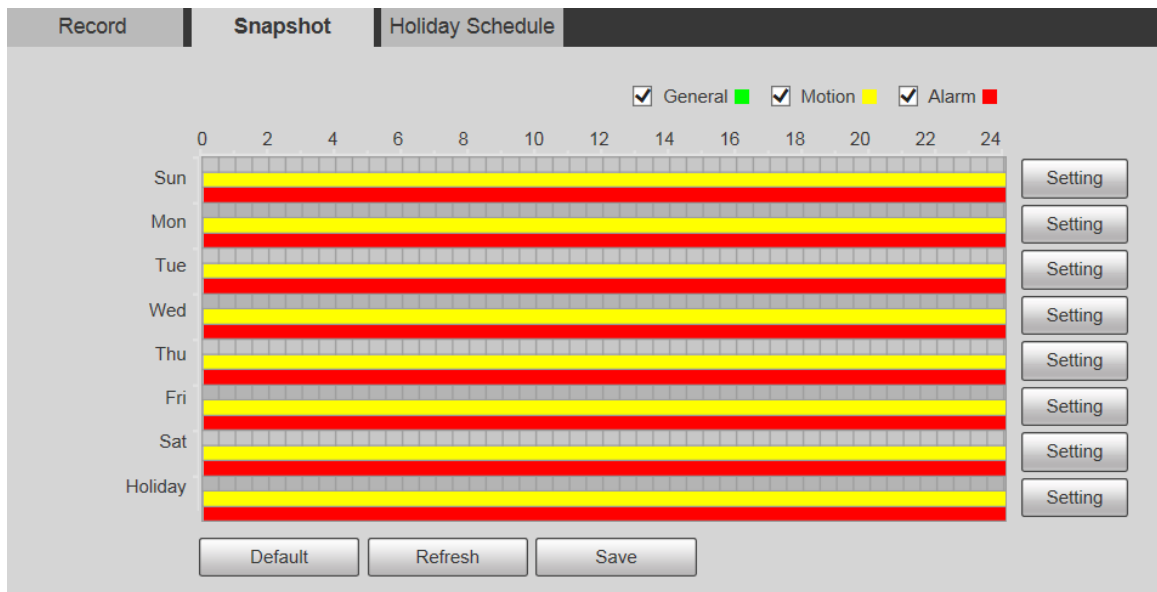 Record Snapshot Holiday Schedule
General Motion Alarm
0 2 4 6 8 10 12 14 16 18 20 22 24
Sun Setting
Mon Setting
Tue Setting
Wed Setting
Thu Setting
Fri Setting
Sat Setting
Holiday Setting
Default Refresh Save